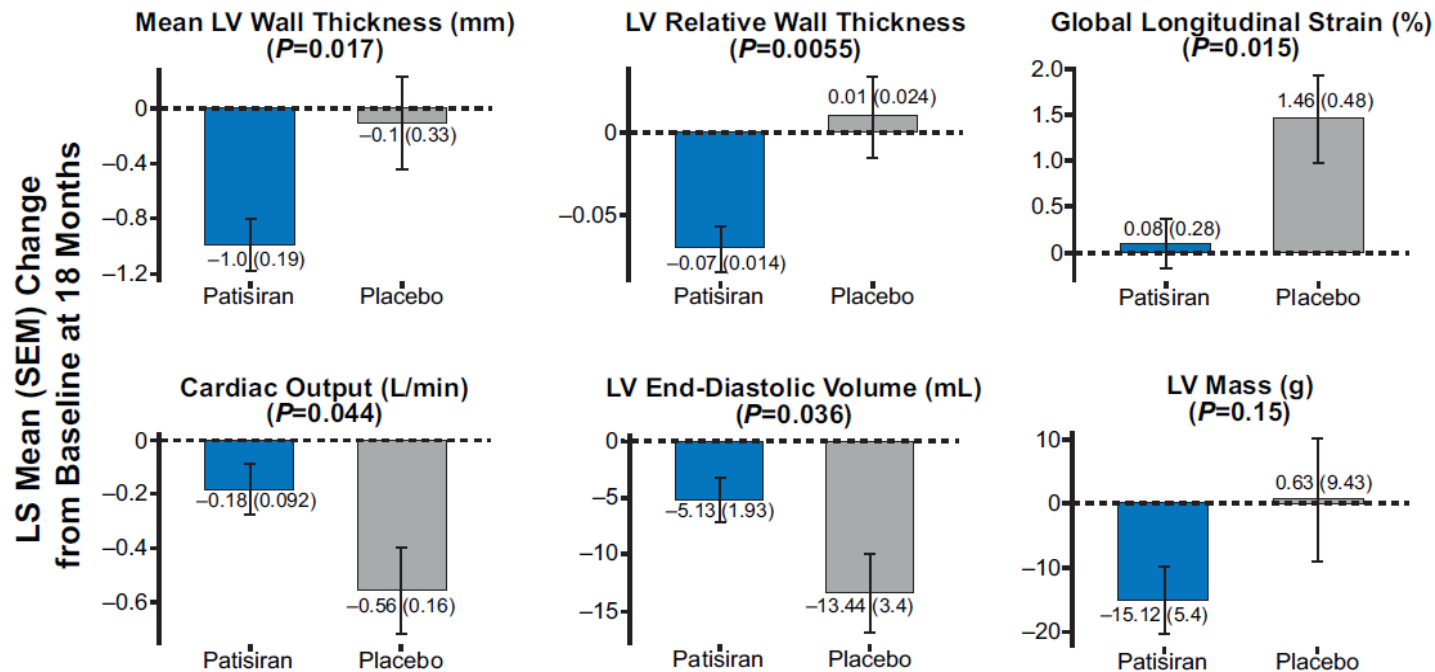 LS Mean (SEM) Change
from Baseline at 18 Months
Mean LV Wall Thickness (mm)
(P=0.017)
0
–0.4
–0.8
–1.2
–1.0 (0.19)
–0.1 (0.33)
Patisiran
Placebo
LV Relative Wall Thickness
(P=0.0055)
0
–0.05
–0.07 (0.014)
0.01 (0.024)
Patisiran
Placebo
Global Longitudinal Strain (%)
(P=0.015)
2.0
1.5
1.0
0.5
0
0.08 (0.28)
1.46 (0.48)
Patisiran
Placebo
Cardiac Output (L/min)
(P=0.044)
0
–0.2
–0.4
–0.6
–0.18 (0.092)
–0.56 (0.16)
Patisiran
Placebo
LV End-Diastolic Volume (mL)
(P=0.036)
0
–5
–10
–15
–5.13 (1.93)
–13.44 (3.4)
Patisiran
Placebo
LV Mass (g)
(P=0.15)
10
0
–10
–20
–15.12 (5.4)
0.63 (9.43)
Patisiran
Placebo